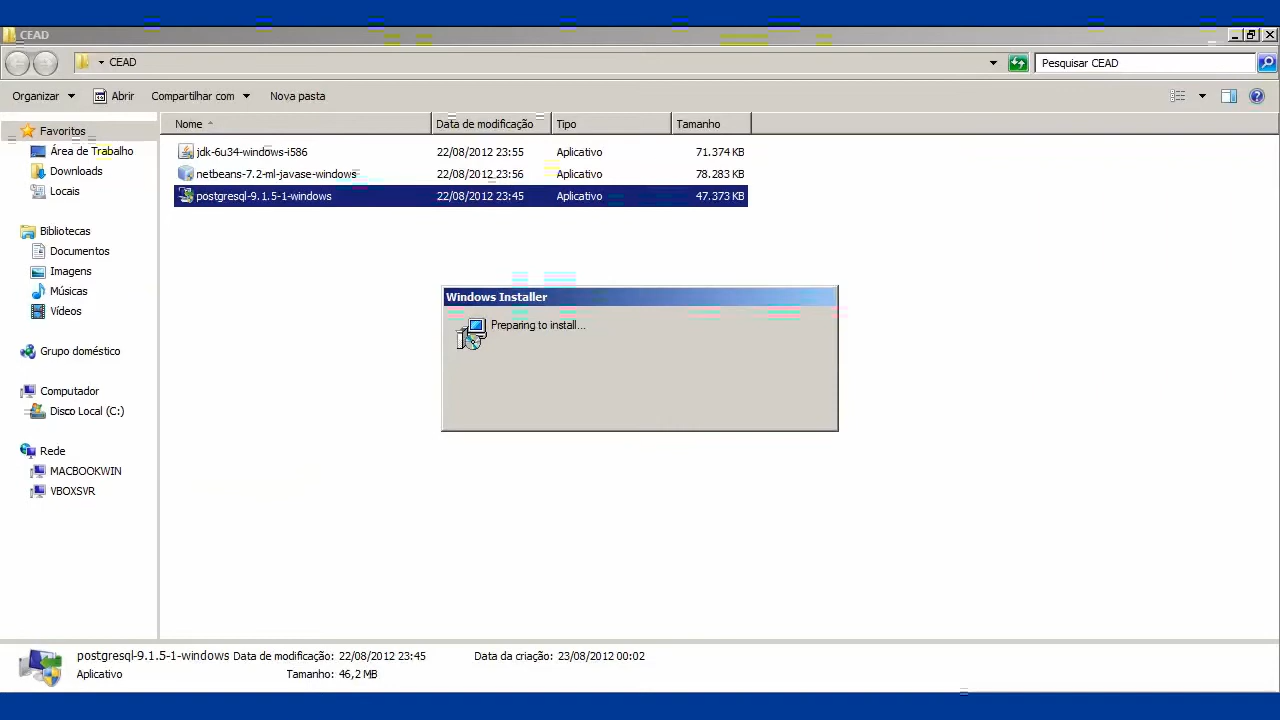 CEAD
CEAD
Pesquisar CEAD
Organizar Abrir Compartilhar com Nova pasta
Nome Data de modificação Tipo Tamanho
Favoritos
Área de Trabalho
Downloads
Locais
Bibliotecas
Documentos
Imagens
Músicas
Vídeos
Grupo doméstico
Computador
Disco Local (C:)
Rede
MACBOOKWIN
VBOXSVR
jdk-6u34-windows-i586 22/08/2012 23:55 Aplicativo 71.374 KB
netbeans-7.2-ml-javase-windows 22/08/2012 23:56 Aplicativo 78.283 KB
postgresql-9.1.5-1-windows 22/08/2012 23:45 Aplicativo 47.373 KB
Windows Installer
Preparing to install...
postgresql-9.1.5-1-windows Data de modificação: 22/08/2012 23:45 Data da criação: 23/08/2012 00:02
Aplicativo Tamanho: 46,2 MB